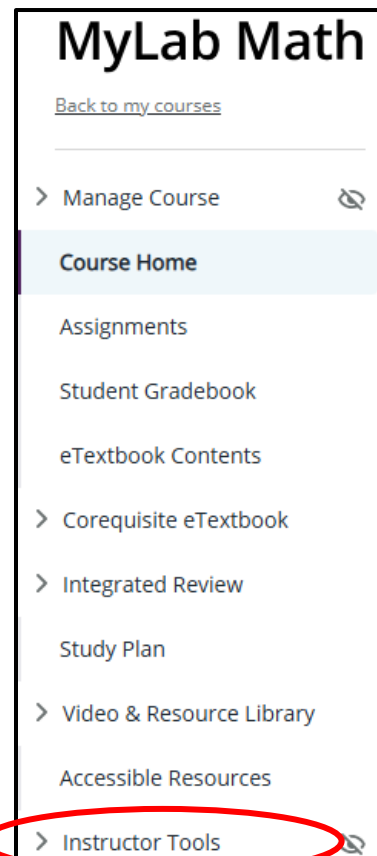 MyLab Math
Back to my courses
Manage Course
Course Home
Assignments
Student Gradebook
eTextbook Contents
Corequisite eTextbook
Integrated Review
Study Plan
Video & Resource Library
Accessible Resources
Instructor Tools